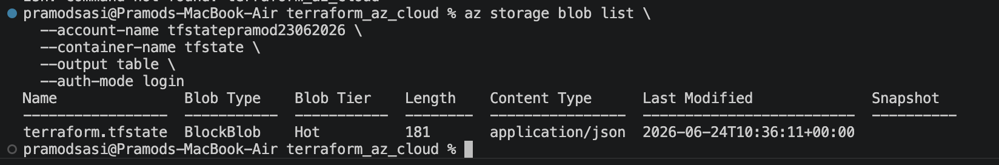 pramodsasi@Pramods-MacBook-Air terraform_az_cloud % az storage blob list \
--account-name tfstatepramod23062026 \
--container-name tfstate \
--output table \
--auth-mode login
Name Blob Type Blob Tier Length Content Type Last Modified Snapshot
----------------- ----------- ----------- -------- ---------------- ------------------------- ----------
terraform.tfstate BlockBlob Hot 181 application/json 2026-06-24T10:36:11+00:00
pramodsasi@Pramods-MacBook-Air terraform_az_cloud %